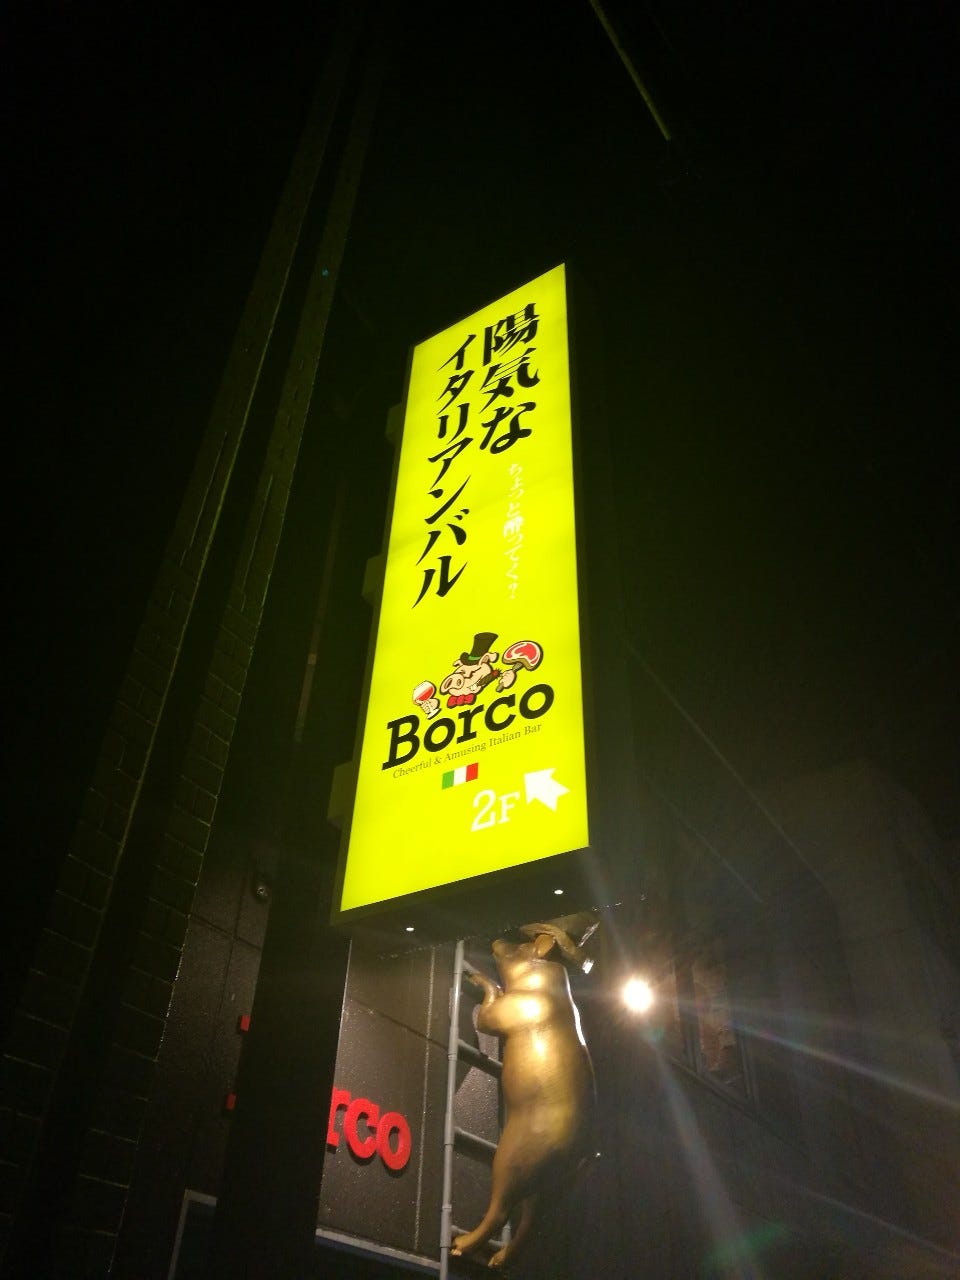 陽気な
ちょっと酔ってく?
イタリアンバル
Borco
Cheerful & Amusing Italian Bar
2F
rco